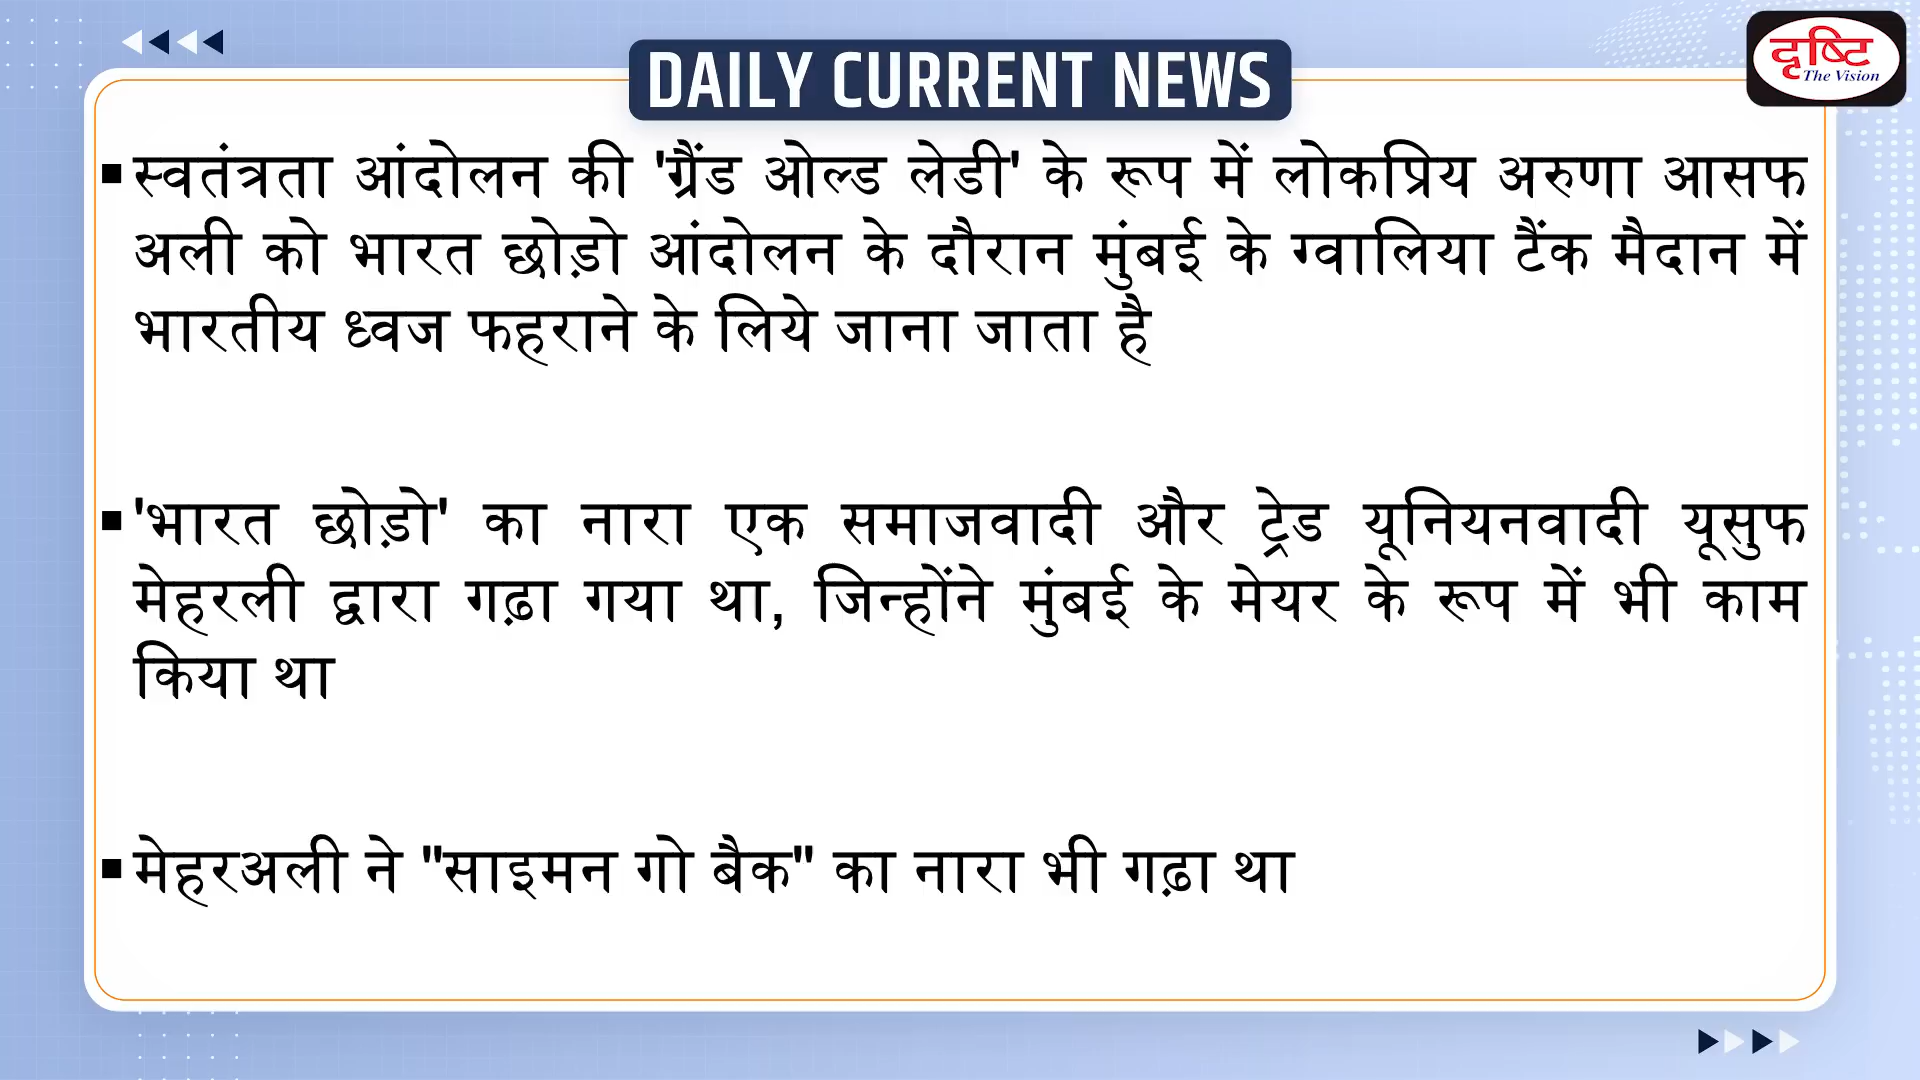 DAILY CURRENT NEWS
दृष्टि
The Vision
▪स्वतंत्रता आंदोलन की 'ग्रैंड ओल्ड लेडी' के रूप में लोकप्रिय अरुणा आसफ
अली को भारत छोड़ो आंदोलन के दौरान मुंबई के ग्वालिया टैंक मैदान में
भारतीय ध्वज फहराने के लिये जाना जाता है
▪'भारत छोड़ो' का नारा एक समाजवादी और ट्रेड यूनियनवादी यूसुफ
मेहरली द्वारा गढ़ा गया था, जिन्होंने मुंबई के मेयर के रूप में भी काम
किया था
▪मेहरअली ने "साइमन गो बैक" का नारा भी गढ़ा था